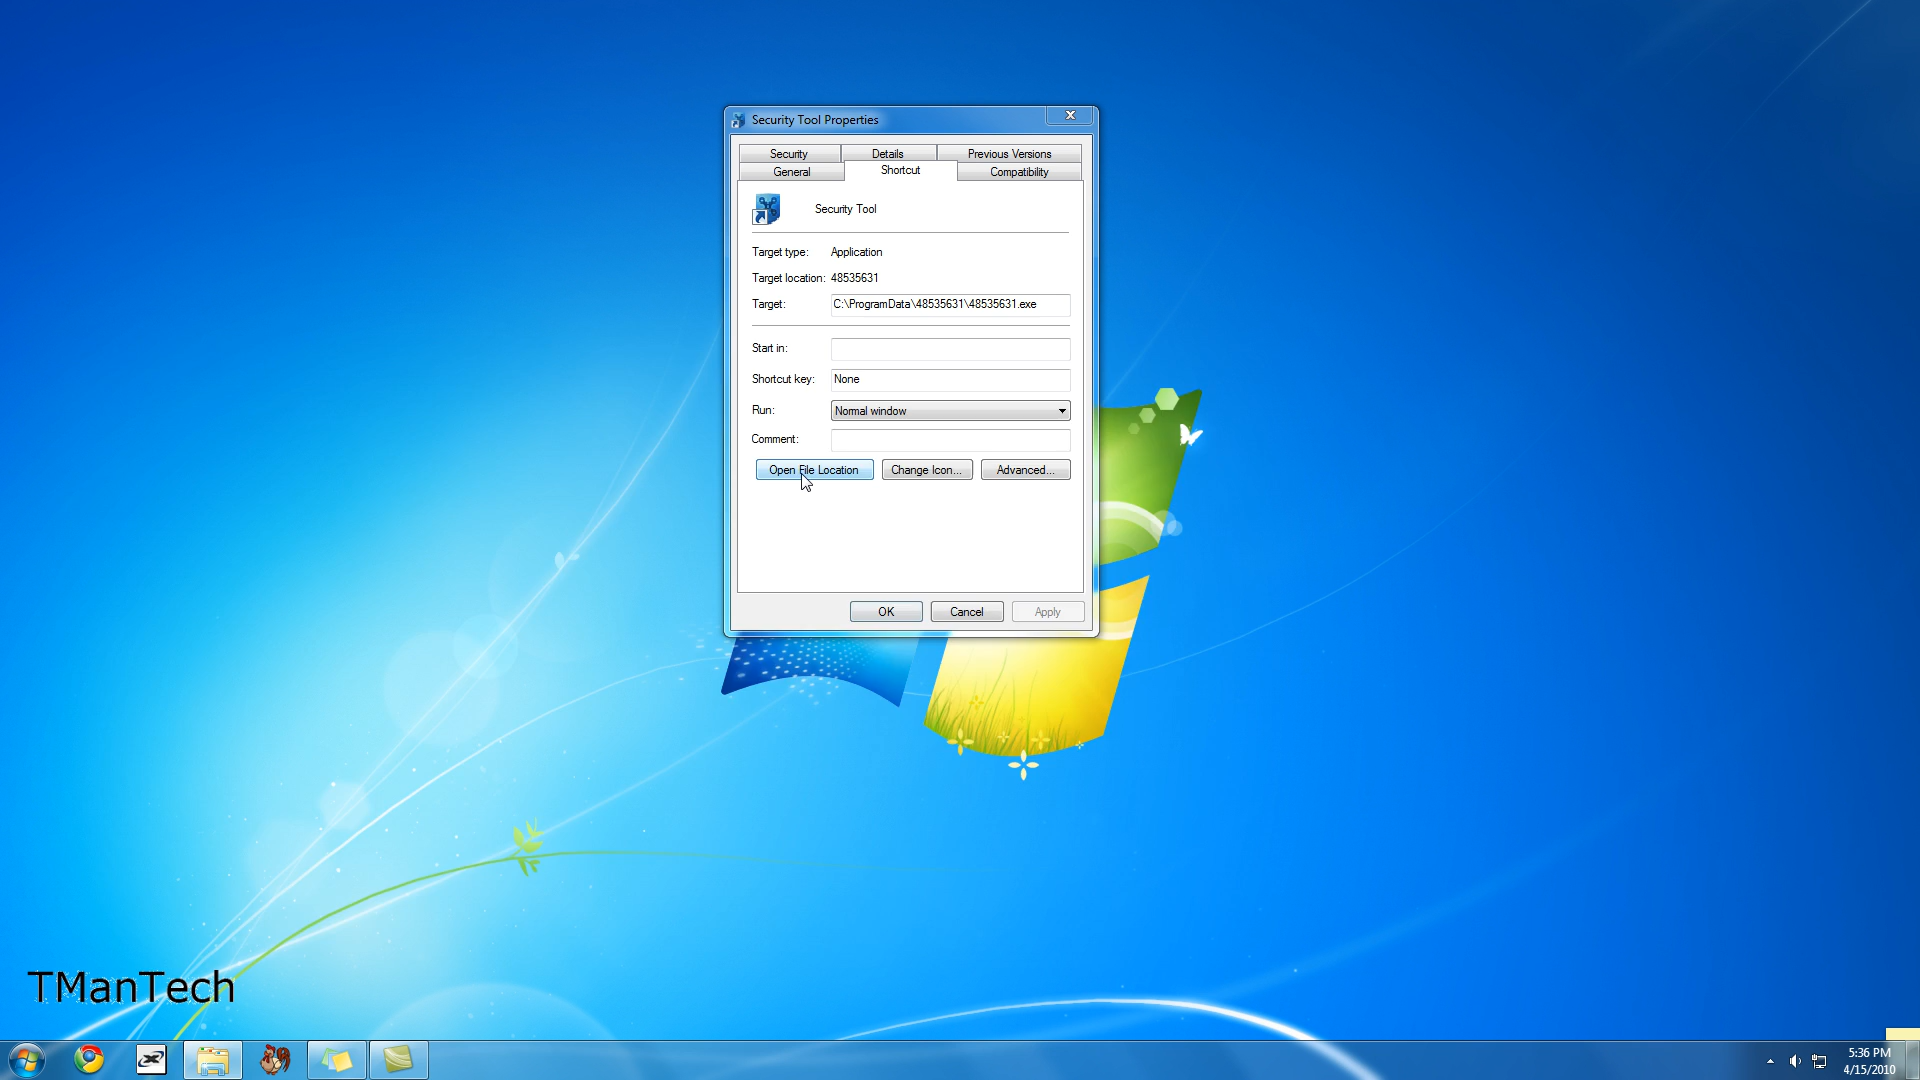 Security Tool Properties
Security Details Previous Versions
General Shortcut Compatibility
Security Tool
Target type: Application
Target location: 48535631
Target: C:\ProgramData\48535631\48535631.exe
Start in:
Shortcut key: None
Run: Normal window
Comment:
Open File Location Change Icon... Advanced...
OK Cancel Apply
TManTech
5:36 PM
4/15/2010